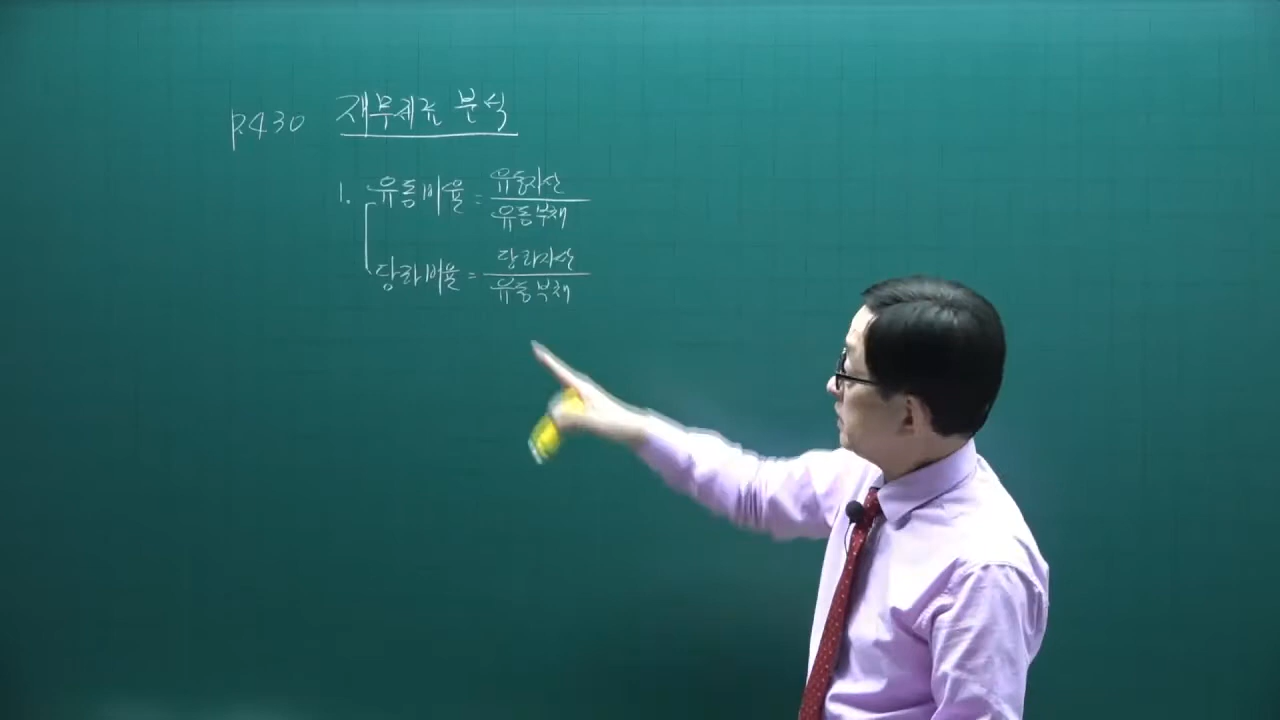 P.430 재무제표 분석
1. 유동비율 = 유동자산 / 유동부채
당좌비율 = 당좌자산 / 유동부채